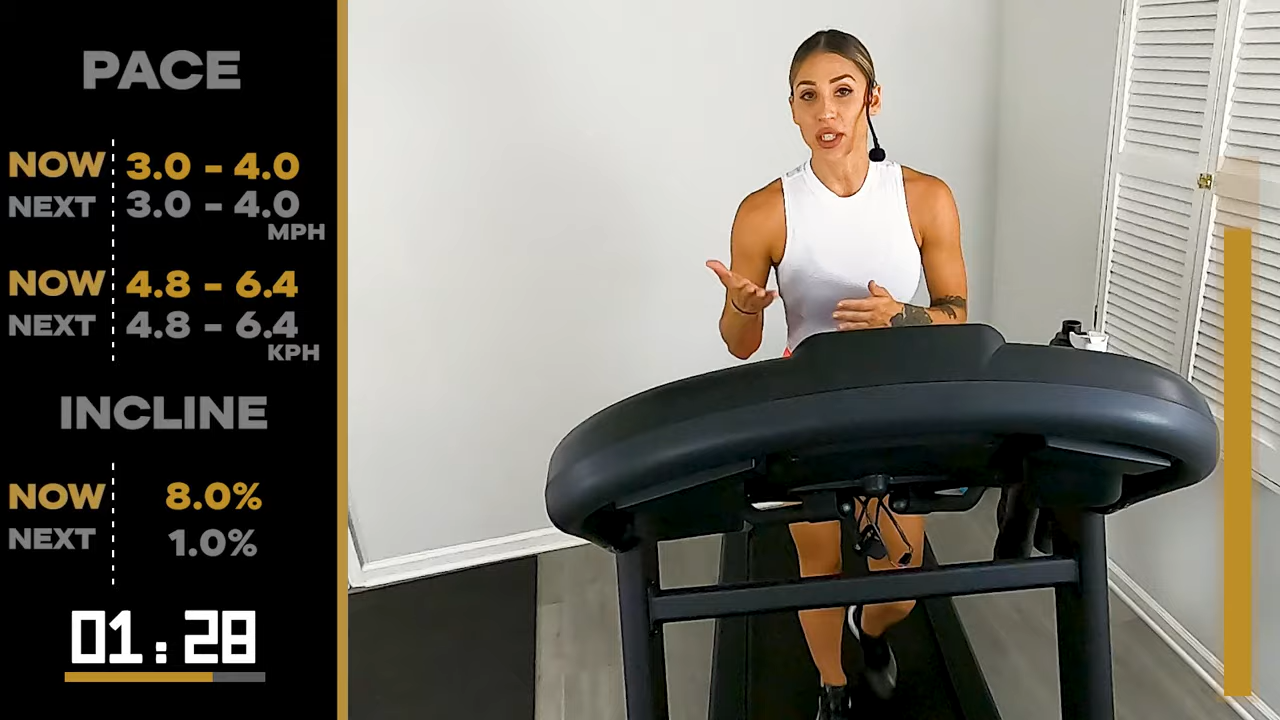 PACE
NOW 3.0 - 4.0
NEXT 3.0 - 4.0
MPH
NOW 4.8 - 6.4
NEXT 4.8 - 6.4
KPH
INCLINE
NOW 8.0%
NEXT 1.0%
01:28